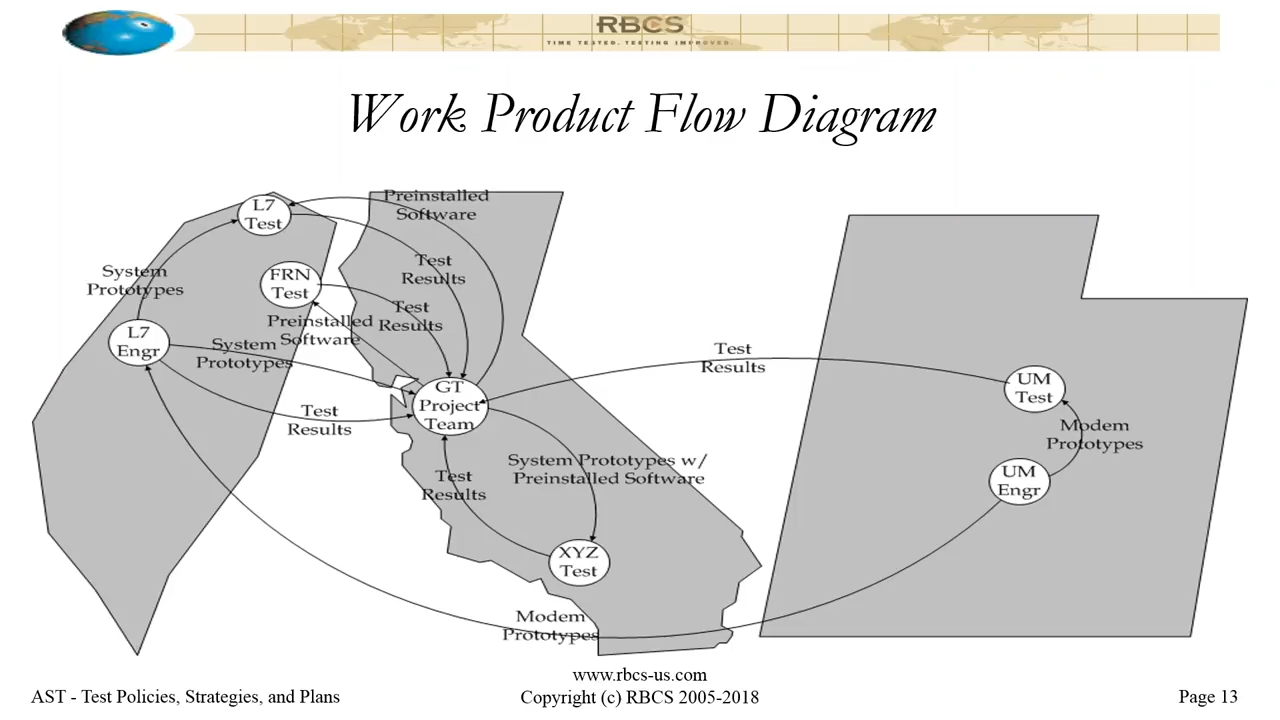 RBCS
TIME TESTED. TESTING IMPROVED.
Work Product Flow Diagram
L7
Test
Preinstalled
Software
System
Prototypes
FRN
Test
Test
Results
Test
Results
Preinstalled
Software
L7
Engr
System
Prototypes
Test
Results
GT
Project
Team
Test
Results
UM
Test
Modem
Prototypes
UM
Engr
System Prototypes w/
Preinstalled Software
Test
Results
XYZ
Test
Modem
Prototypes
www.rbcs-us.com
AST - Test Policies, Strategies, and Plans
Copyright (c) RBCS 2005-2018
Page 13